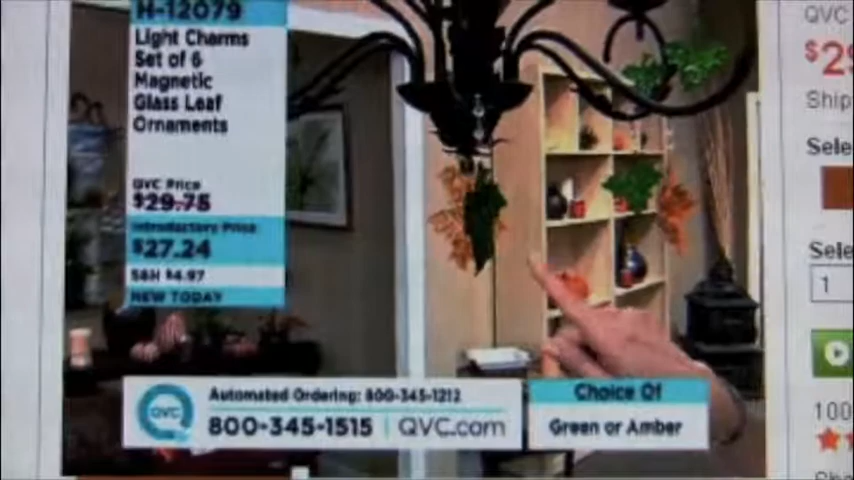 H-12079
Light Charms
Set of 6
Magnetic
Glass Leaf
Ornaments
QVC Price
$29.75
Introductory Price
$27.24
S&H $4.97
NEW TODAY
QVC
Automated Ordering: 800-345-1212
800-345-1515 | QVC.com
Choice Of
Green or Amber
QVC
$29
Ship
Sele
Sele
1
100